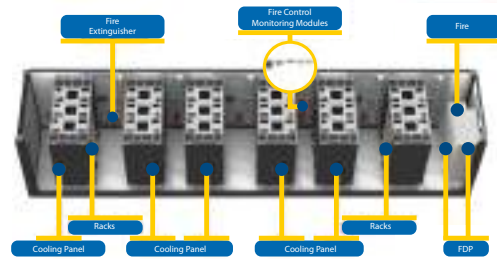 Fire
Extinguisher
Fire Control
Monitoring Modules
Fire
Racks
Racks
Cooling Panel
Cooling Panel
Cooling Panel
FDP